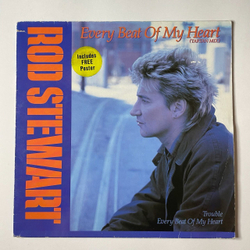 ROD STEWART
Every Beat Of My Heart
Includes
FREE
Poster
Trouble
Every Beat Of My Heart